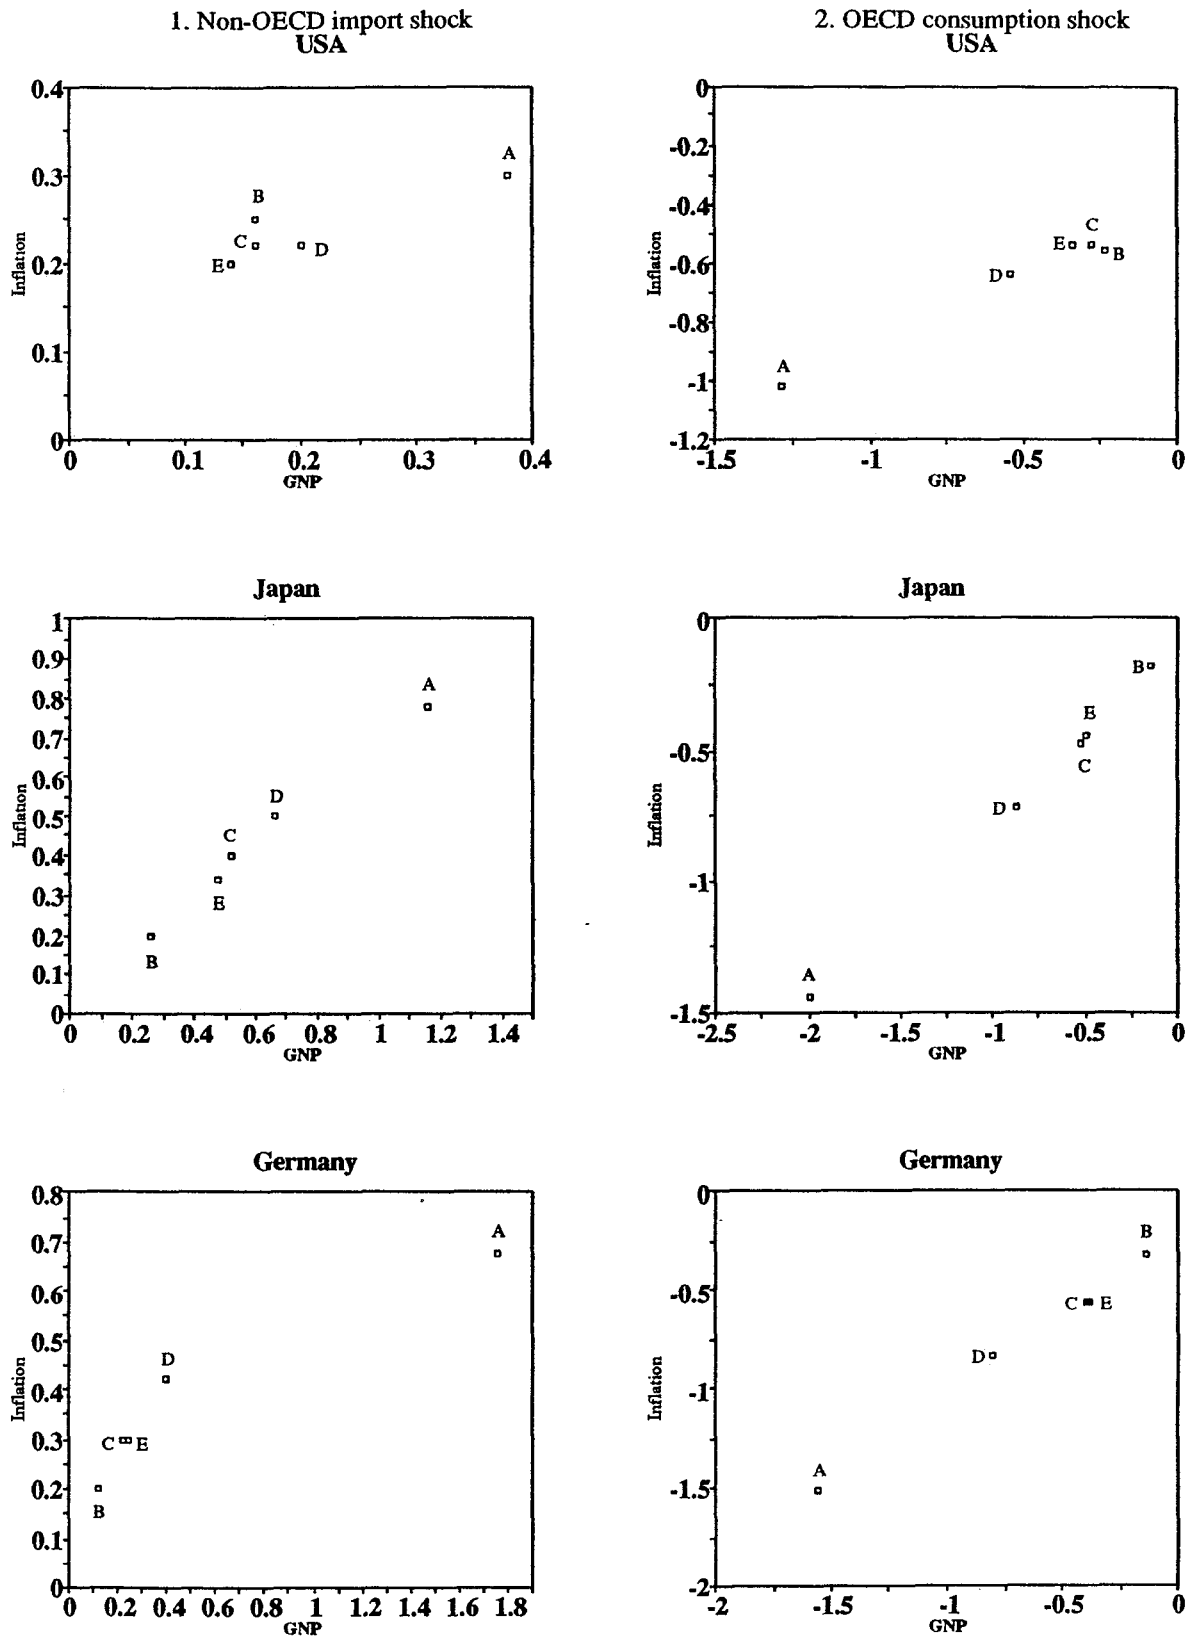 1. Non-OECD import shock
USA
0.4
0.3
0.2
0.1
0
Inflation
A
B
C
D
E
0
0.1
0.2
0.3
0.4
GNP
2. OECD consumption shock
USA
0
-0.2
-0.4
-0.6
-0.8
-1
-1.2
Inflation
C
E
B
D
A
-1.5
-1
-0.5
0
GNP
Japan
1
0.9
0.8
0.7
0.6
0.5
0.4
0.3
0.2
0.1
0
Inflation
A
D
C
E
B
0
0.2
0.4
0.6
0.8
1
1.2
1.4
GNP
Japan
0
-0.5
-1
-1.5
Inflation
B
E
C
D
A
-2.5
-2
-1.5
-1
-0.5
0
GNP
Germany
0.8
0.7
0.6
0.5
0.4
0.3
0.2
0.1
0
Inflation
A
D
C
E
B
0
0.2
0.4
0.6
0.8
1
1.2
1.4
1.6
1.8
GNP
Germany
0
-0.5
-1
-1.5
-2
Inflation
B
C
E
D
A
-2
-1.5
-1
-0.5
0
GNP